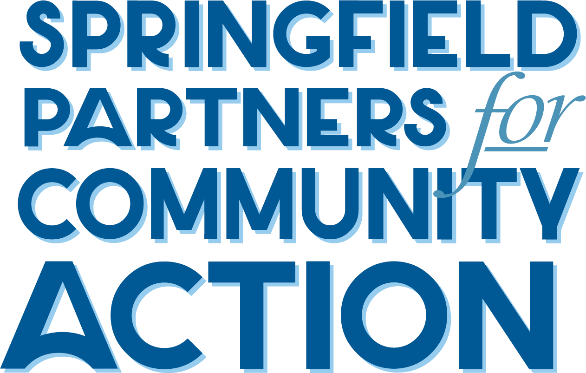 SPRINGFIELD
PARTNERS for
COMMUNITY
ACTION